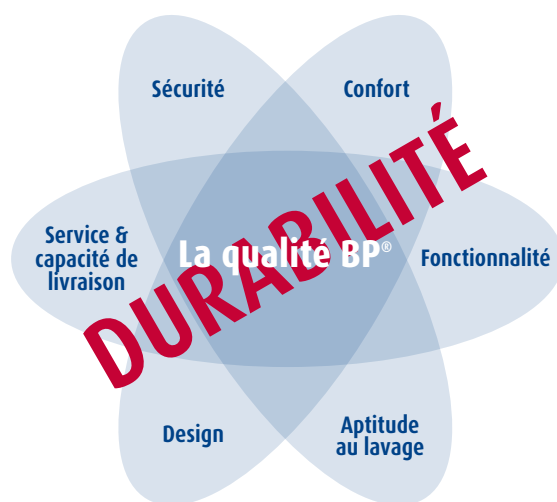 Sécurité
Confort
Service &
capacité de
livraison
La qualité BP®
Fonctionnalité
DURABILITÉ
Design
Aptitude
au lavage